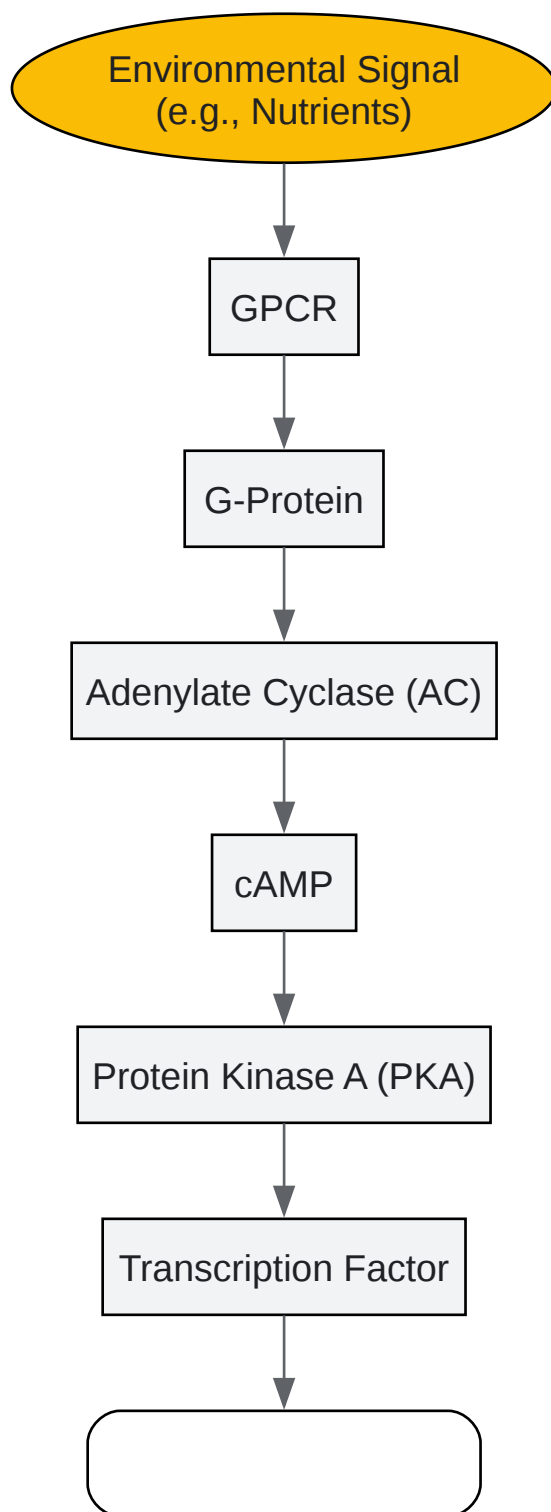 Environmental Signal
(e.g., Nutrients)
GPCR
G-Protein
Adenylate Cyclase (AC)
cAMP
Protein Kinase A (PKA)
Transcription Factor